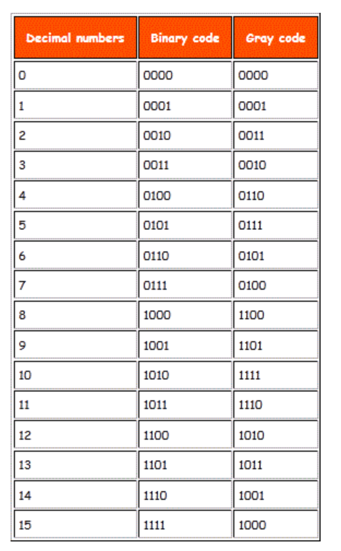 Decimal numbers Binary code Gray code
0 0000 0000
1 0001 0001
2 0010 0011
3 0011 0010
4 0100 0110
5 0101 0111
6 0110 0101
7 0111 0100
8 1000 1100
9 1001 1101
10 1010 1111
11 1011 1110
12 1100 1010
13 1101 1011
14 1110 1001
15 1111 1000